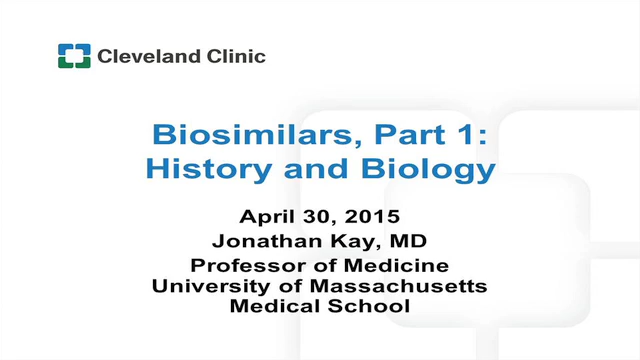 Cleveland Clinic
Biosimilars, Part 1:
History and Biology
April 30, 2015
Jonathan Kay, MD
Professor of Medicine
University of Massachusetts
Medical School